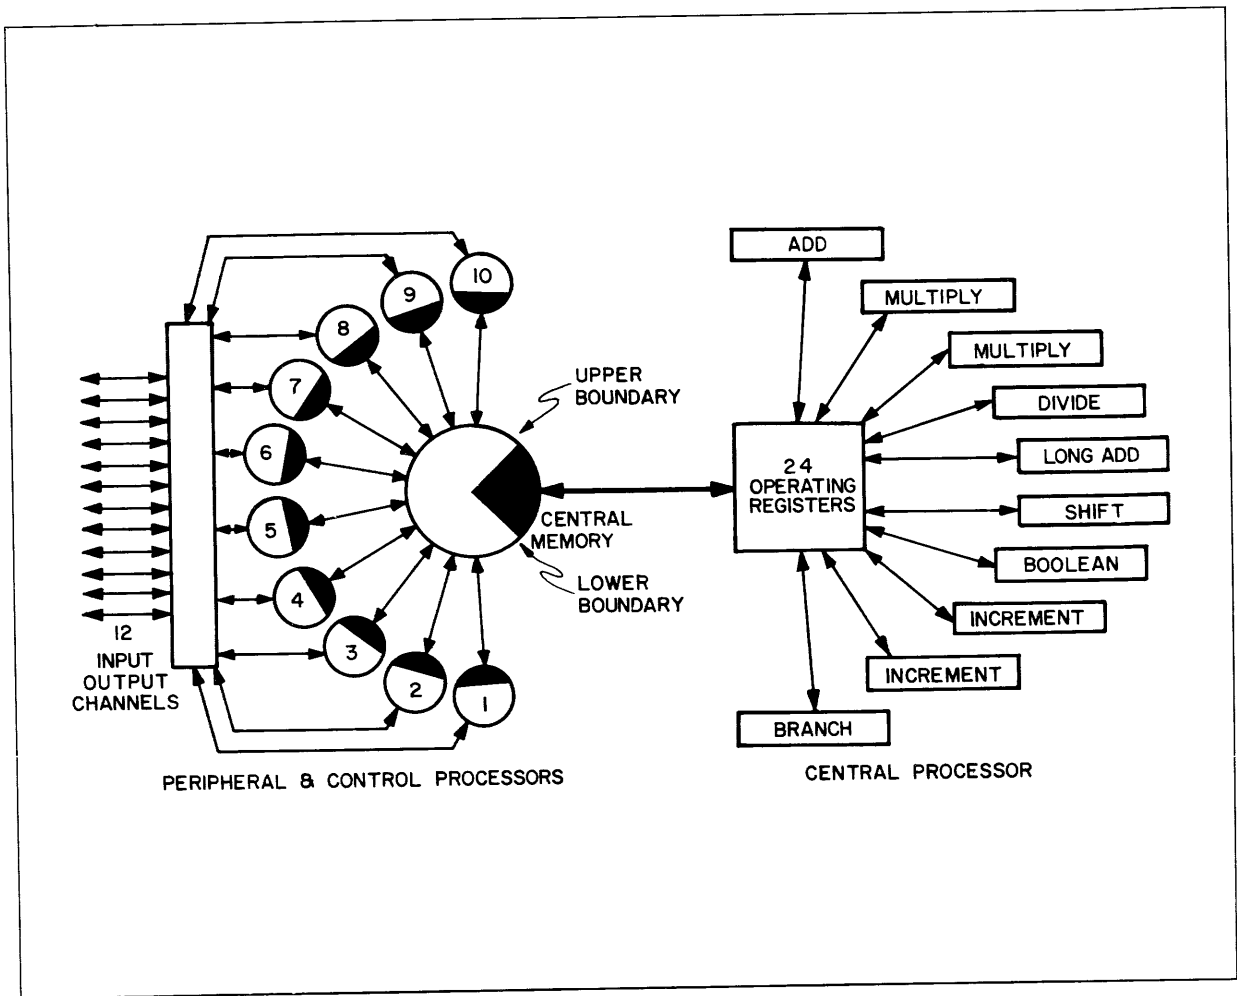 10
9
8
7
6
5
4
3
2
1
UPPER
BOUNDARY
CENTRAL
MEMORY
LOWER
BOUNDARY
12
INPUT
OUTPUT
CHANNELS
PERIPHERAL & CONTROL PROCESSORS
ADD
MULTIPLY
MULTIPLY
DIVIDE
LONG ADD
SHIFT
BOOLEAN
INCREMENT
INCREMENT
BRANCH
24
OPERATING
REGISTERS
CENTRAL PROCESSOR